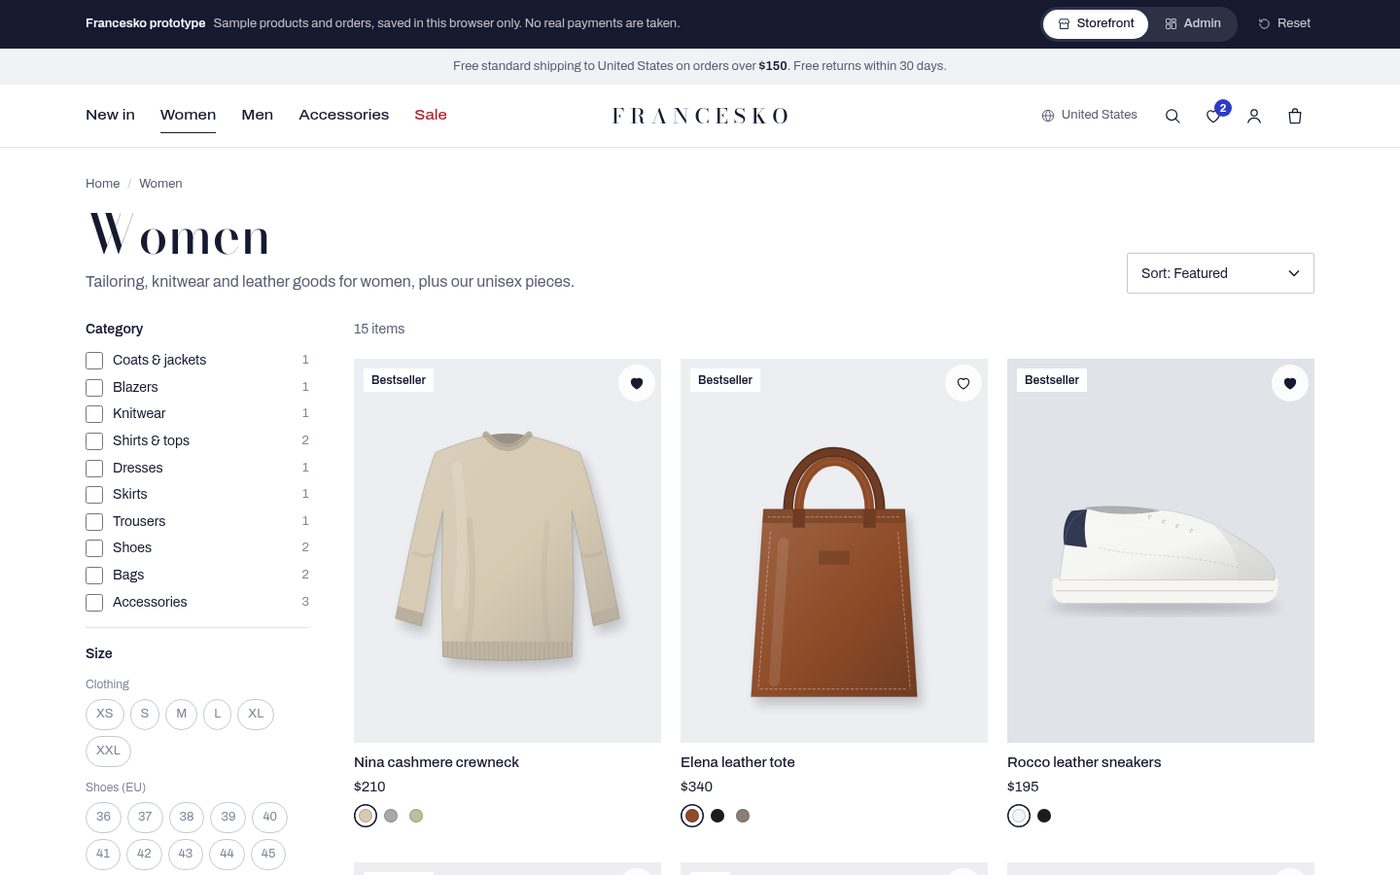 Francesko prototype Sample products and orders, saved in this browser only. No real payments are taken.
Storefront
Admin
Reset
Free standard shipping to United States on orders over $150. Free returns within 30 days.
New in Women Men Accessories Sale
FRANCESKO
United States
2
Home / Women
Women
Tailoring, knitwear and leather goods for women, plus our unisex pieces.
Sort: Featured
Category
Coats & jackets 1
Blazers 1
Knitwear 1
Shirts & tops 2
Dresses 1
Skirts 1
Trousers 1
Shoes 2
Bags 2
Accessories 3
Size
Clothing
XS S M L XL
XXL
Shoes (EU)
36 37 38 39 40
41 42 43 44 45
15 items
Bestseller
Nina cashmere crewneck
$210
Bestseller
Elena leather tote
$340
Bestseller
Rocco leather sneakers
$195